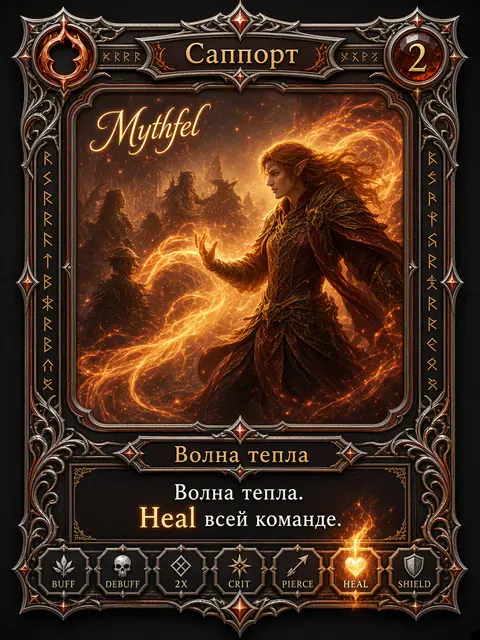 Саппорт
2
Mythfel
Волна тепла
Волна тепла.
Heal всей команде.
BUFF
DEBUFF
2X
CRIT
PIERCE
HEAL
SHIELD